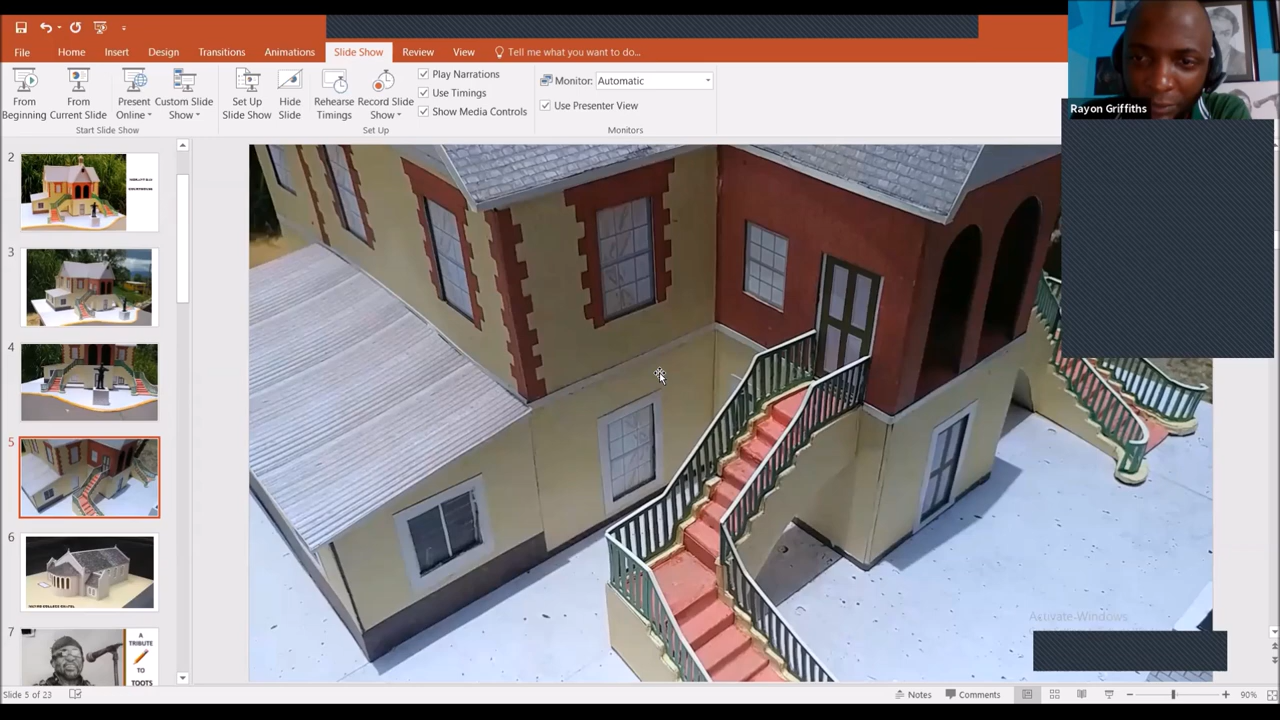 File Home Insert Design Transitions Animations Slide Show Review View Tell me what you want to do...
From Beginning
From Current Slide
Present Online
Custom Slide Show
Set Up Slide Show
Hide Slide
Rehearse Timings
Record Slide Show
Play Narrations
Use Timings
Show Media Controls
Monitor: Automatic
Use Presenter View
Start Slide Show
Set Up
Monitors
Rayon Griffiths
2
3
4
5
6
7
A
TRIBUTE
TO
TOOTS
Activate Windows
Slide 5 of 23
Notes
Comments
90%